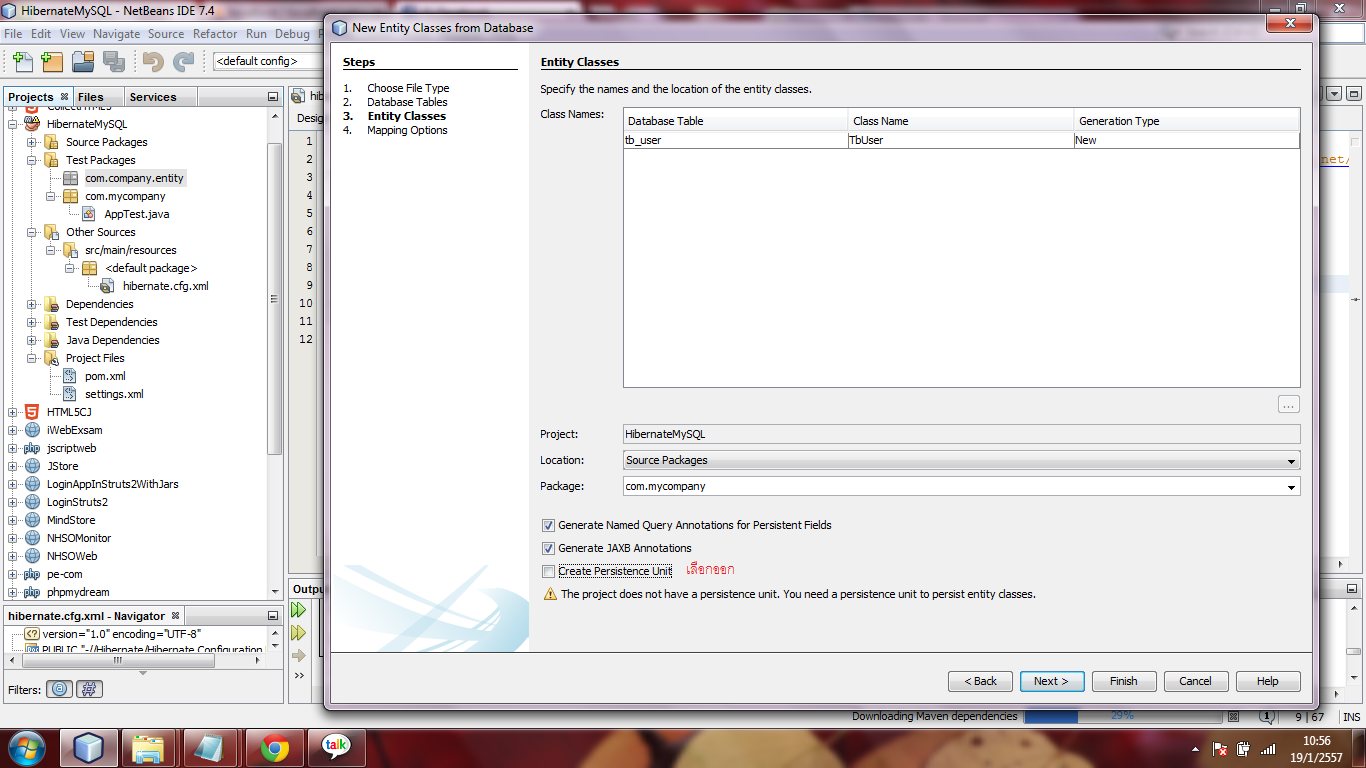 HibernateMySQL - NetBeans IDE 7.4
File Edit View Navigate Source Refactor Run Debug
<default config>
Projects Files Services
HibernateMySQL
Source Packages
Test Packages
com.company.entity
com.mycompany
AppTest.java
Other Sources
src/main/resources
<default package>
hibernate.cfg.xml
Dependencies
Test Dependencies
Java Dependencies
Project Files
pom.xml
settings.xml
HTML5CJ
iWebExsam
jscriptweb
JStore
LoginAppInStruts2WithJars
LoginStruts2
MindStore
NHSOMonitor
NHSOWeb
pe-com
phpmydream
hibernate.cfg.xml - Navigator
version="1.0" encoding="UTF-8"
PUBLIC "-//Hibernate/Hibernate Configuration
Filters:
hib
Desig
1
2
3
4
5
6
7
8
9
10
11
12
Outpu
New Entity Classes from Database
Steps
1. Choose File Type
2. Database Tables
3. Entity Classes
4. Mapping Options
Entity Classes
Specify the names and the location of the entity classes.
Class Names:
Database Table Class Name Generation Type
tb_user TbUser New
...
Project: HibernateMySQL
Location: Source Packages
Package: com.mycompany
Generate Named Query Annotations for Persistent Fields
Generate JAXB Annotations
Create Persistence Unit เลือกออก
The project does not have a persistence unit. You need a persistence unit to persist entity classes.
< Back Next > Finish Cancel Help
net/
Downloading Maven dependencies 29% 9 | 67 INS
talk
10:56
19/1/2557